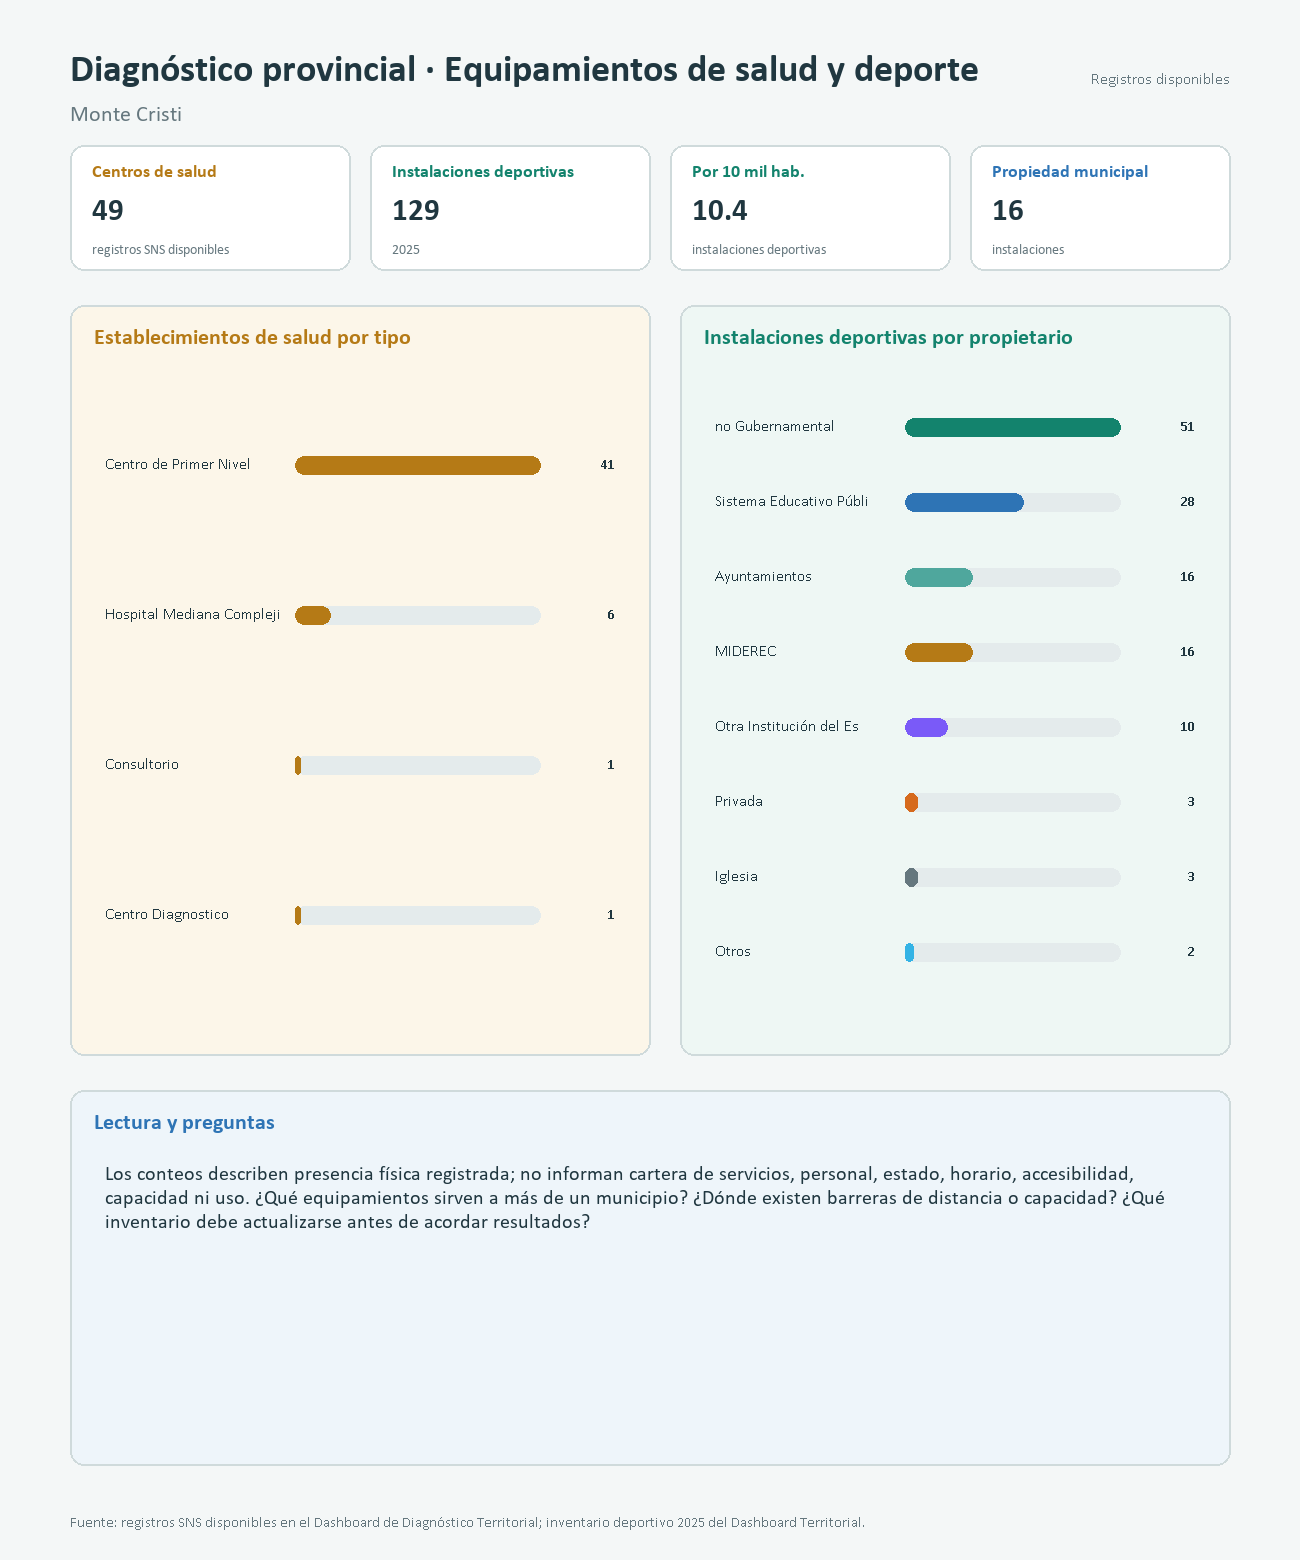 Diagnóstico provincial · Equipamientos de salud y deporte
Registros disponibles
Monte Cristi
Centros de salud
49
registros SNS disponibles
Instalaciones deportivas
129
2025
Por 10 mil hab.
10.4
instalaciones deportivas
Propiedad municipal
16
instalaciones
Establecimientos de salud por tipo
Centro de Primer Nivel 41
Hospital Mediana Compleji 6
Consultorio 1
Centro Diagnostico 1
Instalaciones deportivas por propietario
no Gubernamental 51
Sistema Educativo Públi 28
Ayuntamientos 16
MIDEREC 16
Otra Institución del Es 10
Privada 3
Iglesia 3
Otros 2
Lectura y preguntas
Los conteos describen presencia física registrada; no informan cartera de servicios, personal, estado, horario, accesibilidad,
capacidad ni uso. ¿Qué equipamientos sirven a más de un municipio? ¿Dónde existen barreras de distancia o capacidad? ¿Qué
inventario debe actualizarse antes de acordar resultados?
Fuente: registros SNS disponibles en el Dashboard de Diagnóstico Territorial; inventario deportivo 2025 del Dashboard Territorial.